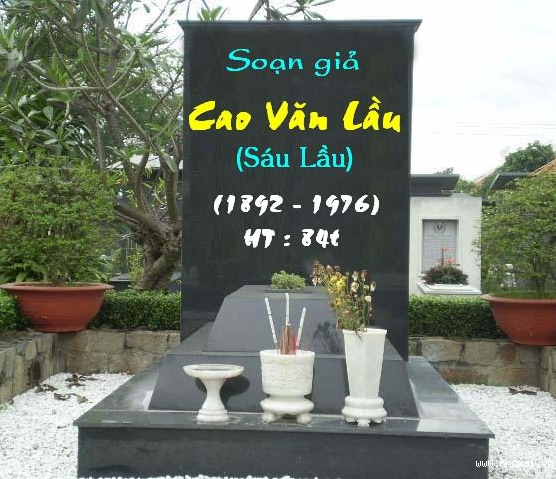 Soạn giả
Cao Văn Lầu
(Sáu Lầu)
(1892 - 1976)
HT : 84t